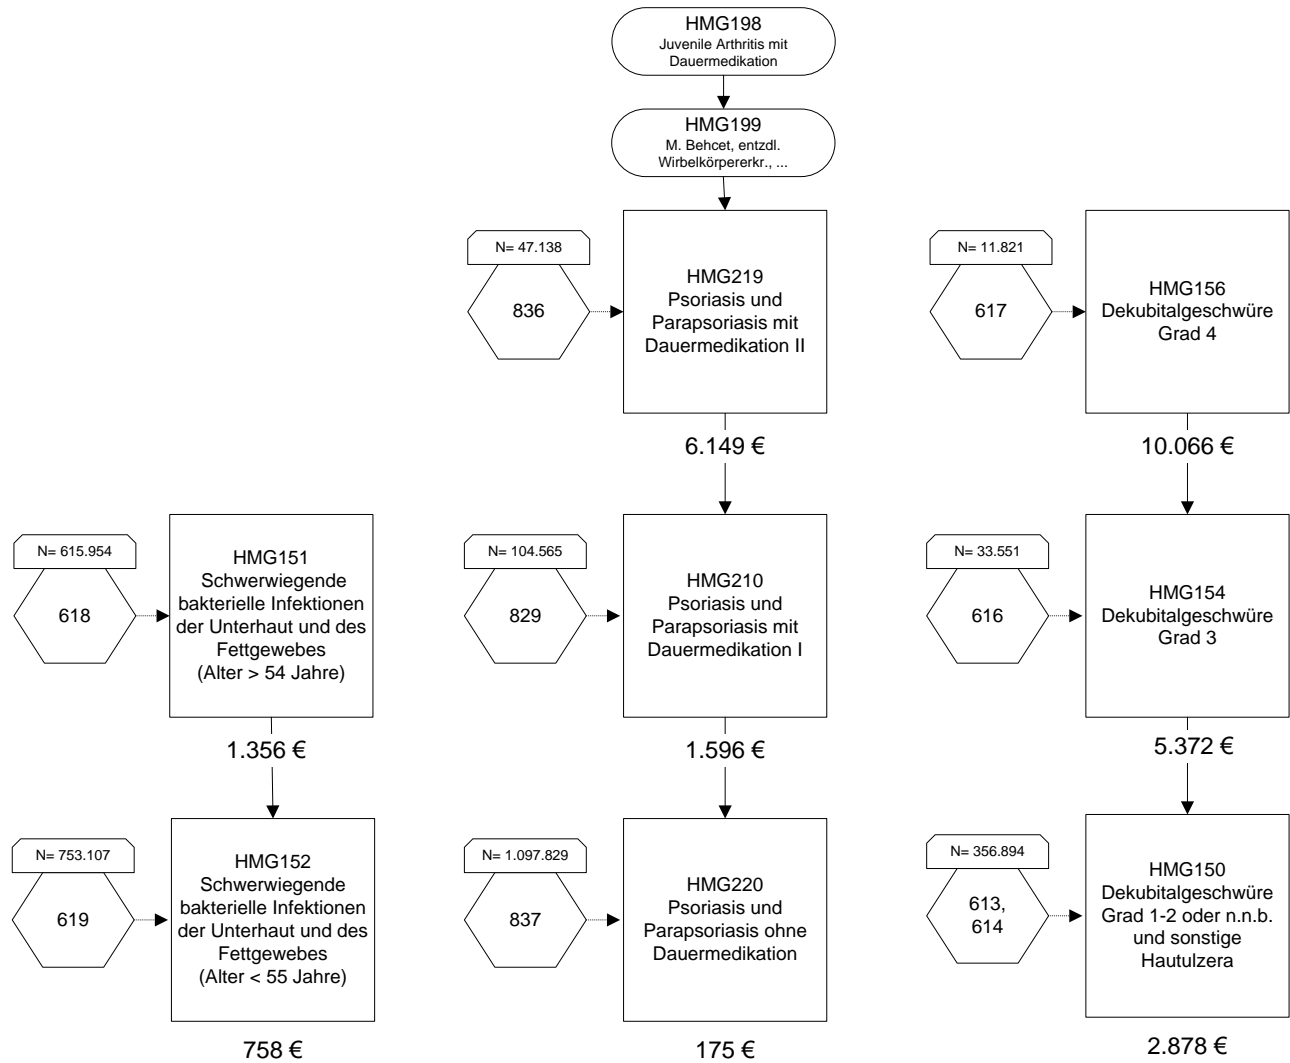 HMG198
Juvenile Arthritis mit
Dauermedikation
HMG199
M. Behcet, entzdl.
Wirbelkörpererkr., ...
N= 47.138
836
HMG219
Psoriasis und
Parapsoriasis mit
Dauermedikation II
6.149 €
N= 11.821
617
HMG156
Dekubitalgeschwüre
Grad 4
10.066 €
N= 615.954
618
HMG151
Schwerwiegende
bakterielle Infektionen
der Unterhaut und des
Fettgewebes
(Alter > 54 Jahre)
1.356 €
N= 104.565
829
HMG210
Psoriasis und
Parapsoriasis mit
Dauermedikation I
1.596 €
N= 33.551
616
HMG154
Dekubitalgeschwüre
Grad 3
5.372 €
N= 753.107
619
HMG152
Schwerwiegende
bakterielle Infektionen
der Unterhaut und des
Fettgewebes
(Alter < 55 Jahre)
758 €
N= 1.097.829
837
HMG220
Psoriasis und
Parapsoriasis ohne
Dauermedikation
175 €
N= 356.894
613,
614
HMG150
Dekubitalgeschwüre
Grad 1-2 oder n.n.b.
und sonstige
Hautulzera
2.878 €